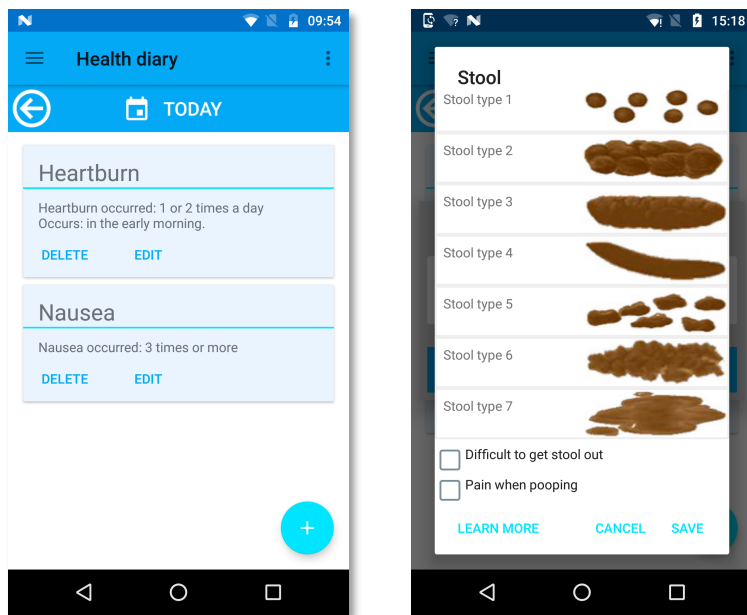 09:54
Health diary
TODAY
Heartburn
Heartburn occurred: 1 or 2 times a day
Occurs: in the early morning.
DELETE EDIT
Nausea
Nausea occurred: 3 times or more
DELETE EDIT
+
15:18
Stool
Stool type 1
Stool type 2
Stool type 3
Stool type 4
Stool type 5
Stool type 6
Stool type 7
Difficult to get stool out
Pain when pooping
LEARN MORE CANCEL SAVE